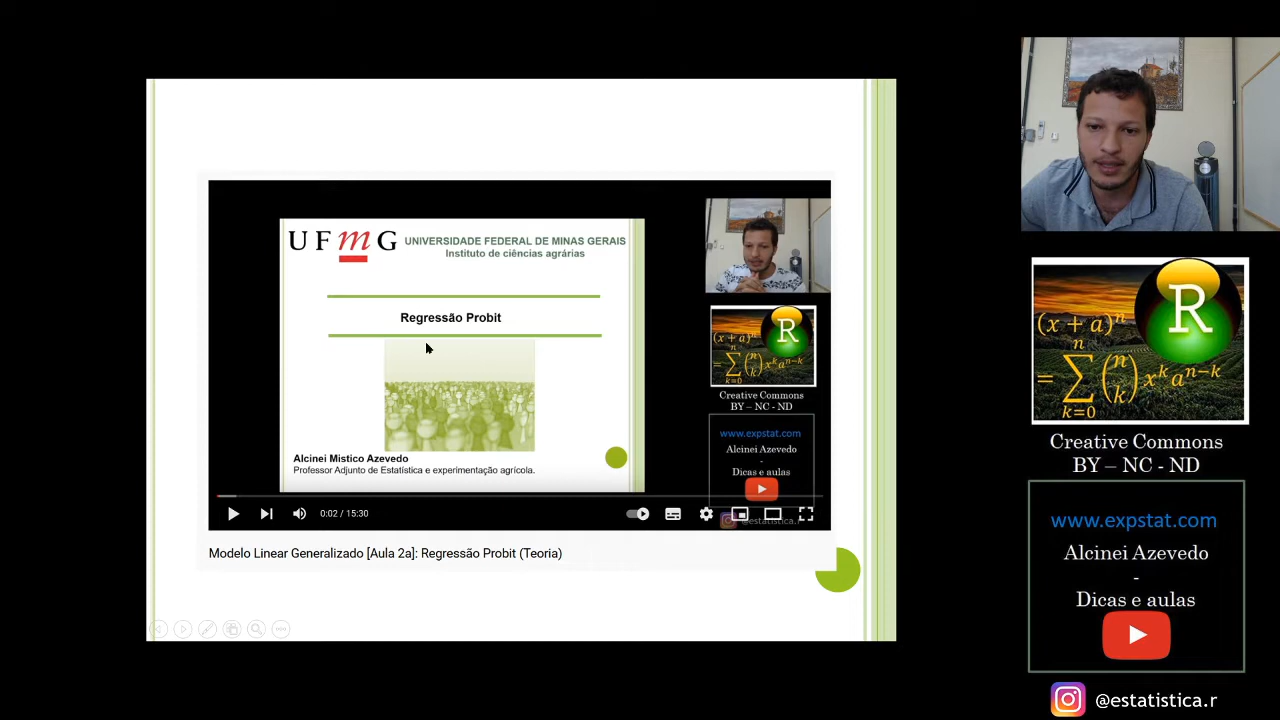 UFmG
UNIVERSIDADE FEDERAL DE MINAS GERAIS
Instituto de ciências agrárias
Regressão Probit
Alcinei Mistico Azevedo
Professor Adjunto de Estatística e experimentação agrícola.
R
(x + a)^n
= ∑ n k=0 (n k) x^k a^n-k
Creative Commons
BY – NC - ND
www.expstat.com
Alcinei Azevedo
-
Dicas e aulas
@estatistica.r
0:02 / 15:30
Modelo Linear Generalizado [Aula 2a]: Regressão Probit (Teoria)
R
(x + a)^n
= ∑ n k=0 (n k) x^k a^n-k
Creative Commons
BY – NC - ND
www.expstat.com
Alcinei Azevedo
-
Dicas e aulas
@estatistica.r